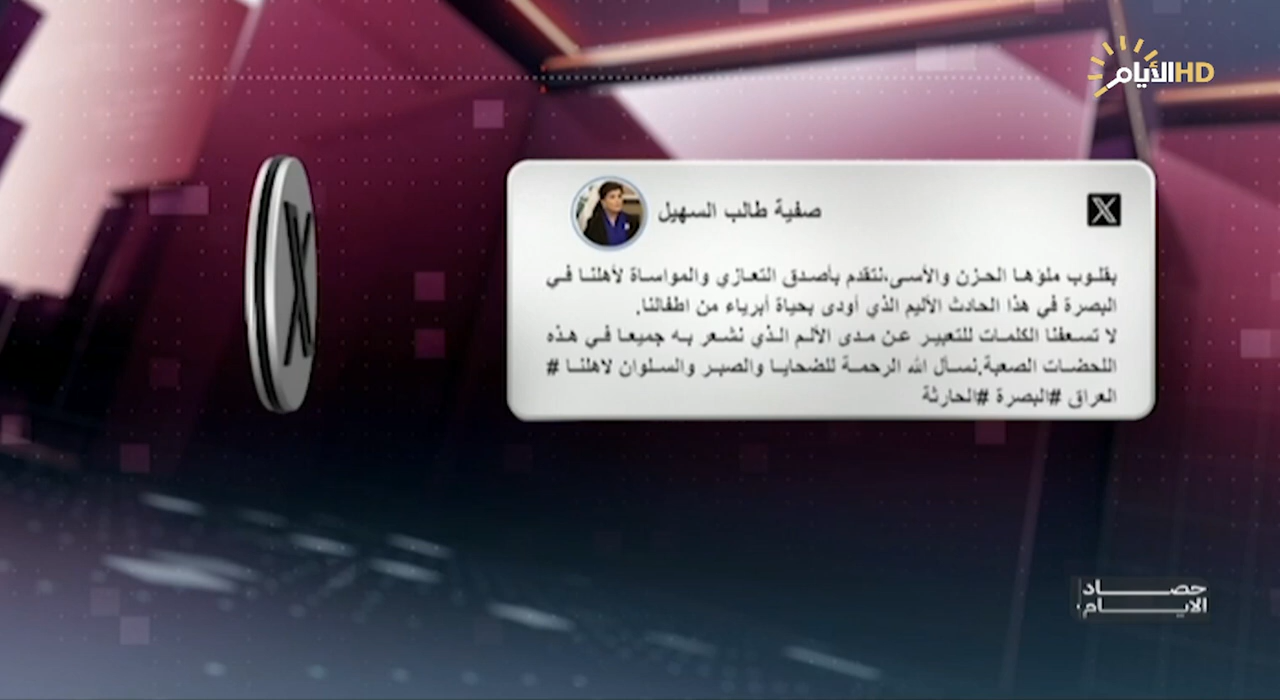 الأيام HD
صفية طالب السهيل
بقلوب ملؤها الحزن والأسى،نتقدم بأصدق التعازي والمواساة لأهلنا في
البصرة في هذا الحادث الأليم الذي أودى بحياة أبرياء من اطفالنا.
لا تسعفنا الكلمات للتعبير عن مدى الألم الذي نشعر به جميعا في هذه
اللحضات الصعبة.نسأل الله الرحمة للضحايا والصبر والسلوان لاهلنا #
العراق #البصرة #الحارثة
حصاد
الايام